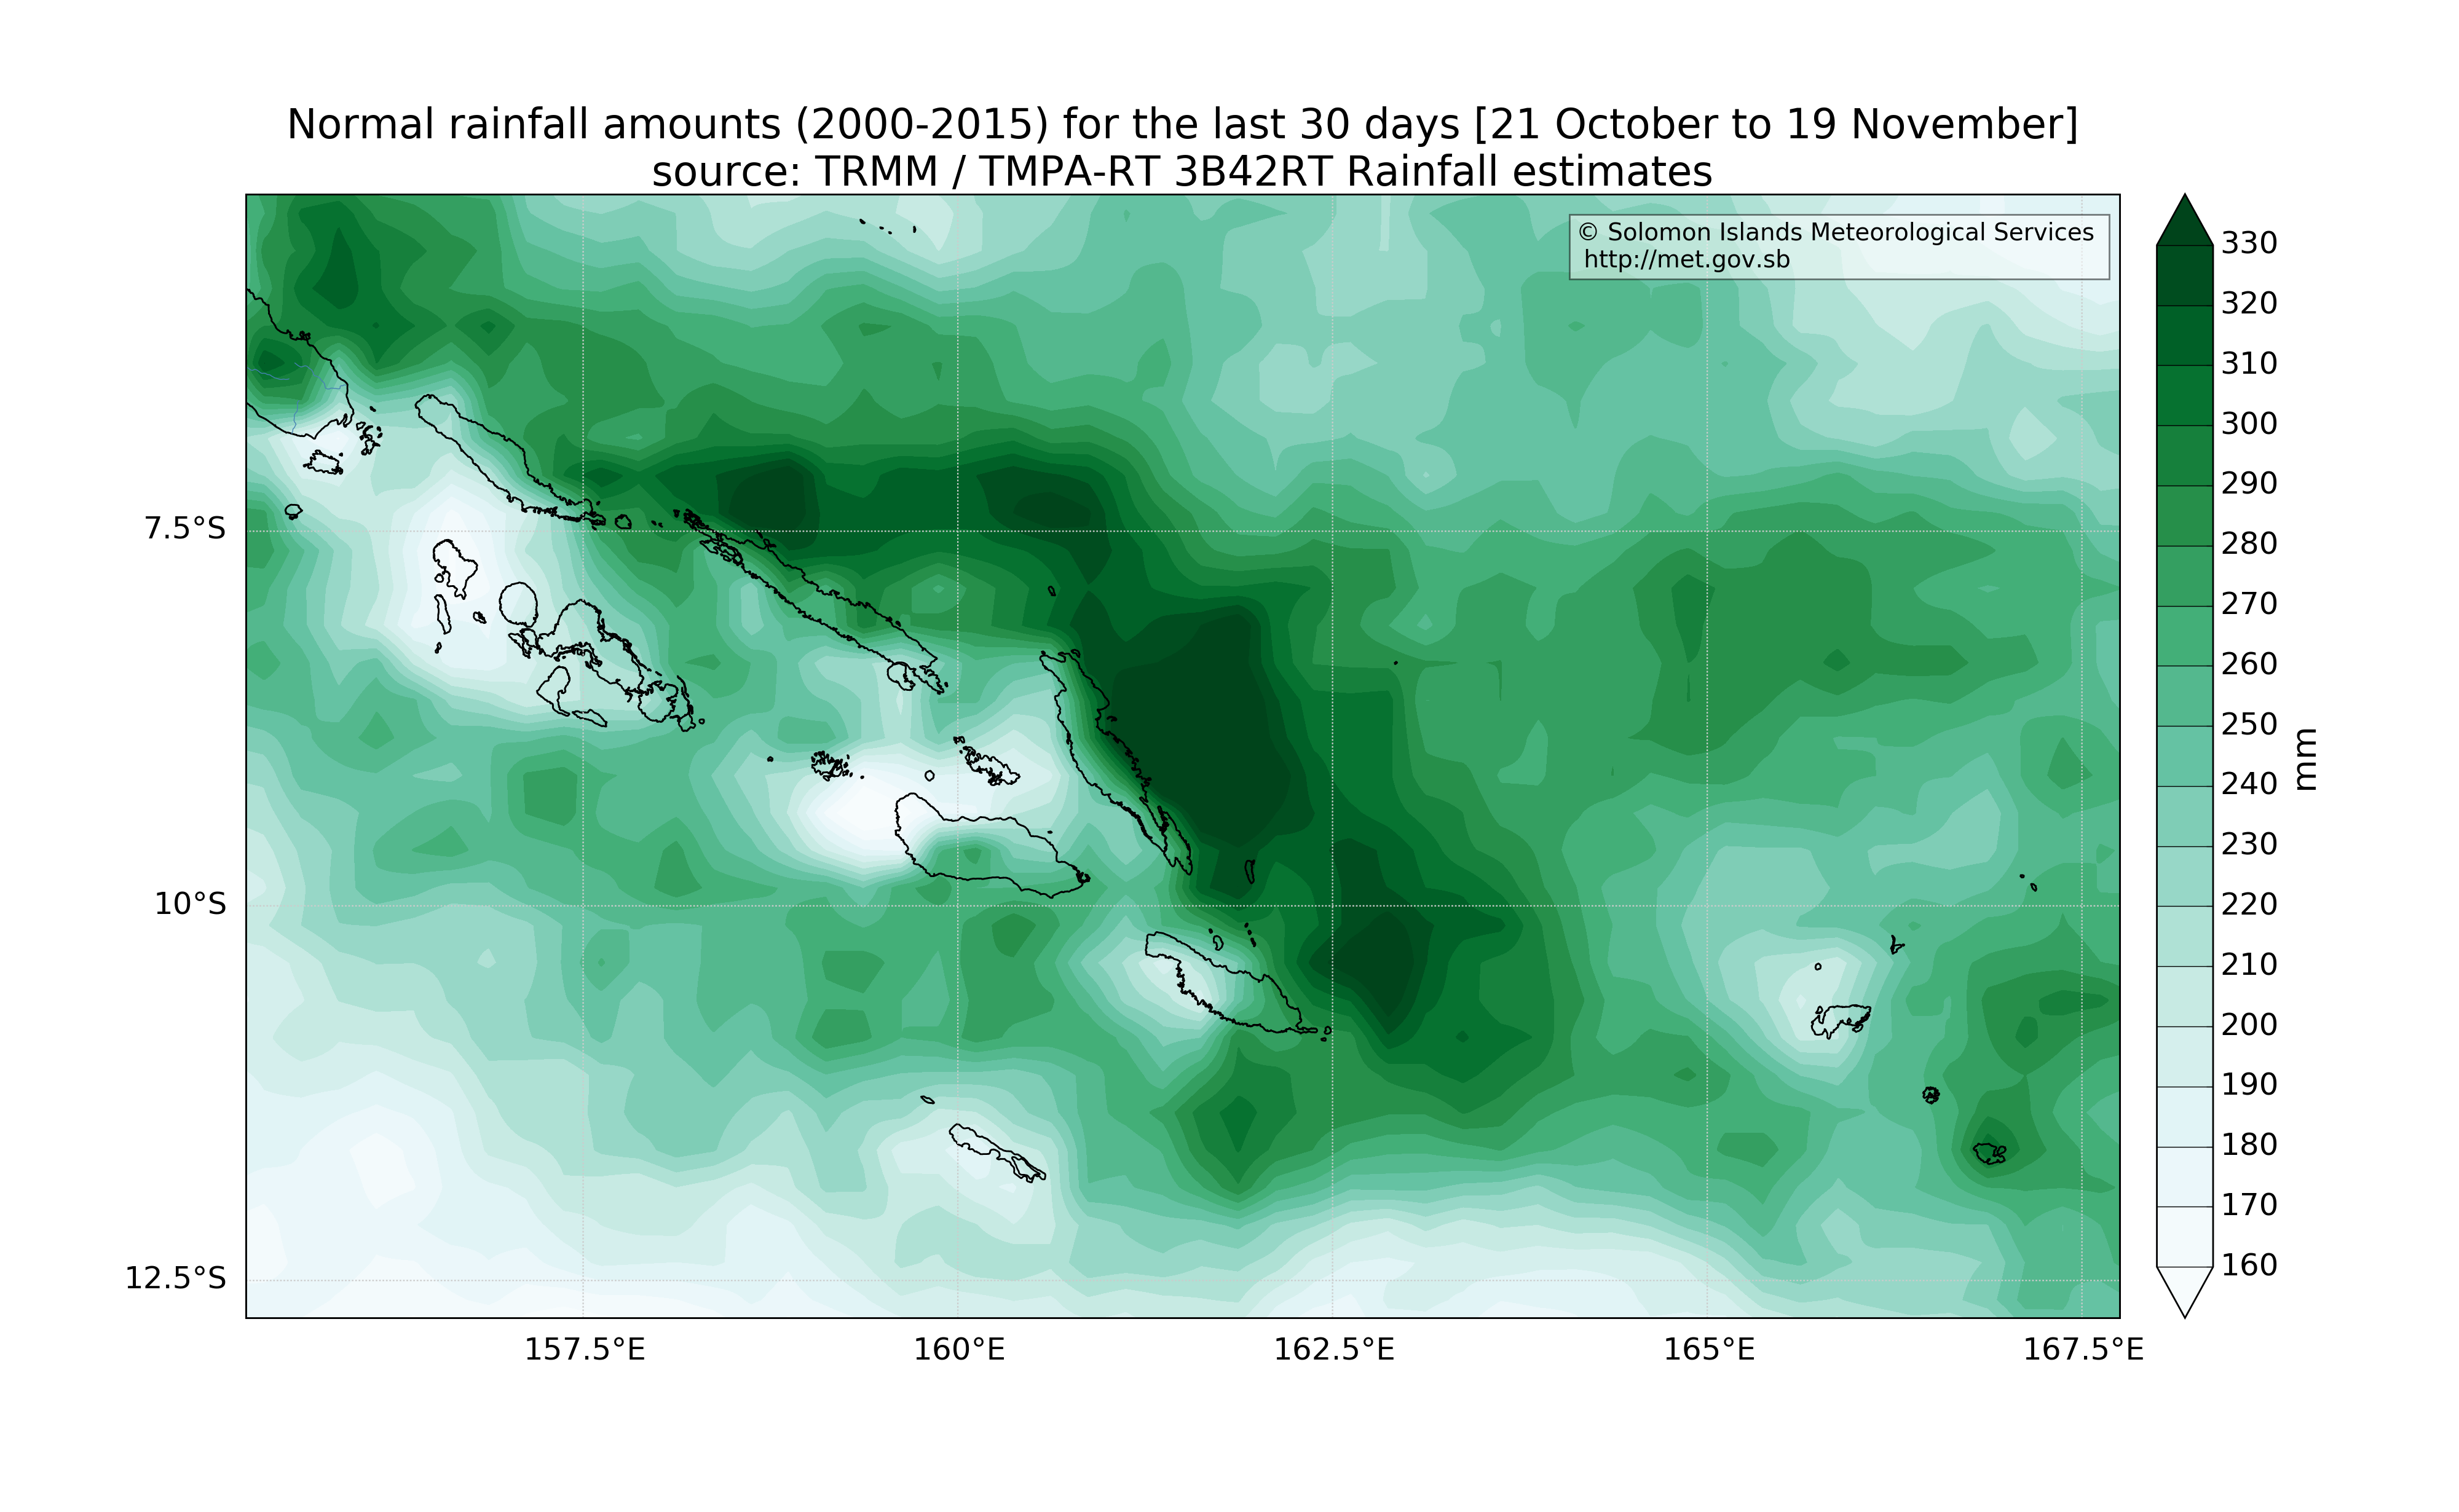 Normal rainfall amounts (2000-2015) for the last 30 days [21 October to 19 November]
source: TRMM / TMPA-RT 3B42RT Rainfall estimates
© Solomon Islands Meteorological Services
http://met.gov.sb
7.5°S
10°S
12.5°S
157.5°E
160°E
162.5°E
165°E
167.5°E
330
320
310
300
290
280
270
260
250
240
230
220
210
200
190
180
170
160
mm